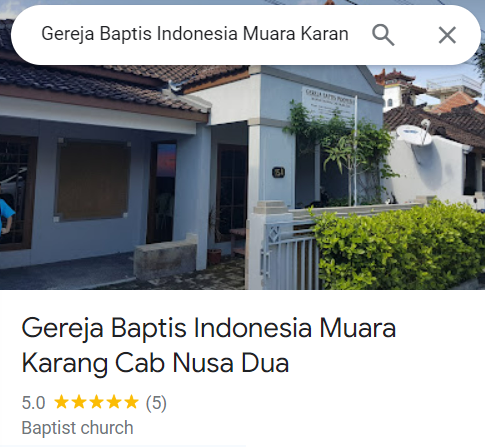 Gereja Baptis Indonesia Muara Karan
GEREJA BAPTIS INDONESIA
15A
Gereja Baptis Indonesia Muara
Karang Cab Nusa Dua
5.0 (5)
Baptist church